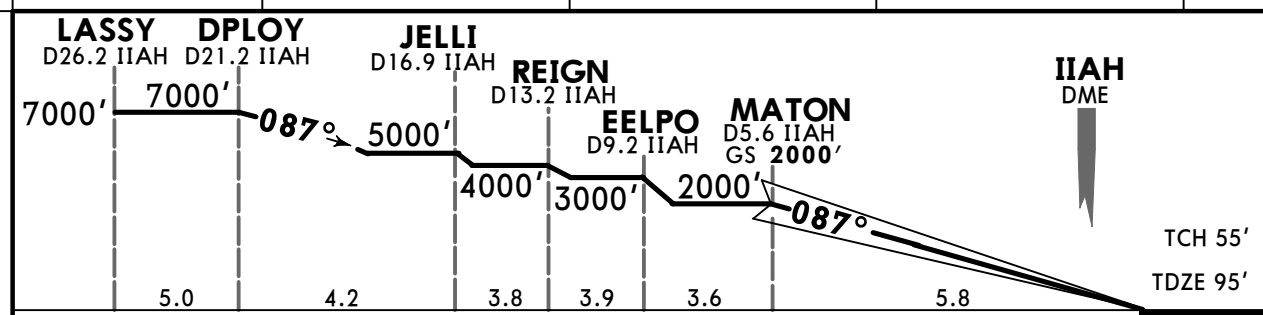 LASSY
D26.2 IIAH
DPLOY
D21.2 IIAH
JELLI
D16.9 IIAH
REIGN
D13.2 IIAH
EELPO
D9.2 IIAH
MATON
D5.6 IIAH
GS 2000′
IIAH
DME
7000′
7000′
087°
5000′
4000′
3000′
2000′
087°
TCH 55′
TDZE 95′
5.0
4.2
3.8
3.9
3.6
5.8